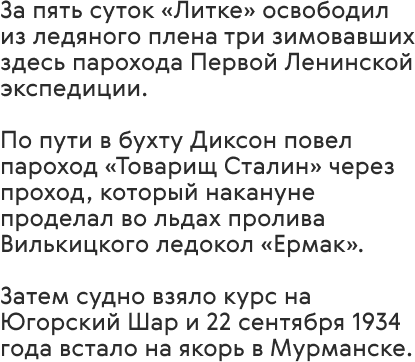 За пять суток «Литке» освободил
из ледяного плена три зимовавших
здесь парохода Первой Ленинской
экспедиции.
По пути в бухту Диксон повел
пароход «Товарищ Сталин» через
проход, который накануне
проделал во льдах пролива
Вилькицкого ледокол «Ермак».
Затем судно взяло курс на
Югорский Шар и 22 сентября 1934
года встало на якорь в Мурманске.